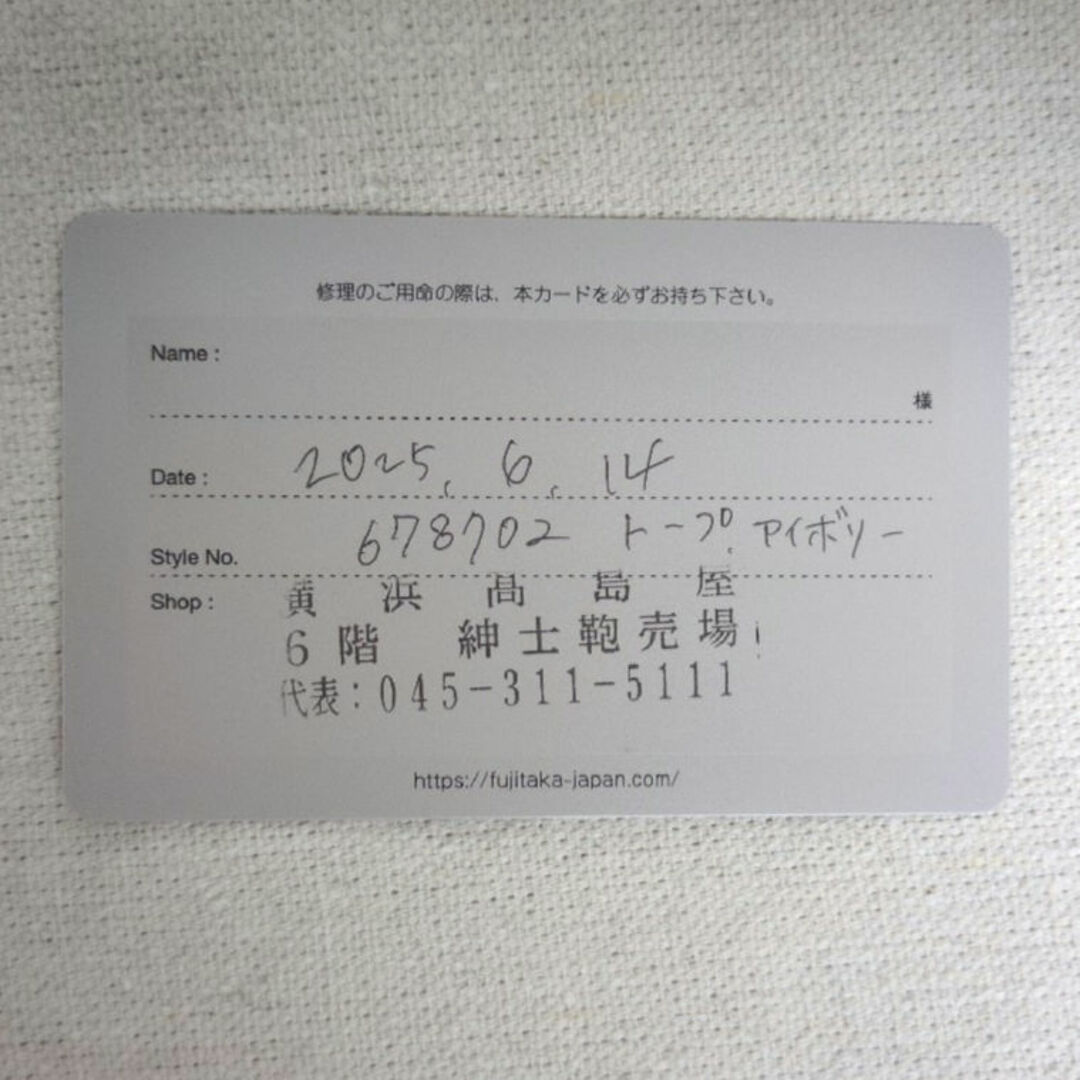 修理のご用命の際は、本カードを必ずお持ち下さい。
Name :
様
Date : 2025. 6. 14
Style No. 678702 トープ. アイボリー
Shop : 横浜髙島屋
6階 紳士鞄売場
代表：045-311-5111
https://fujitaka-japan.com/